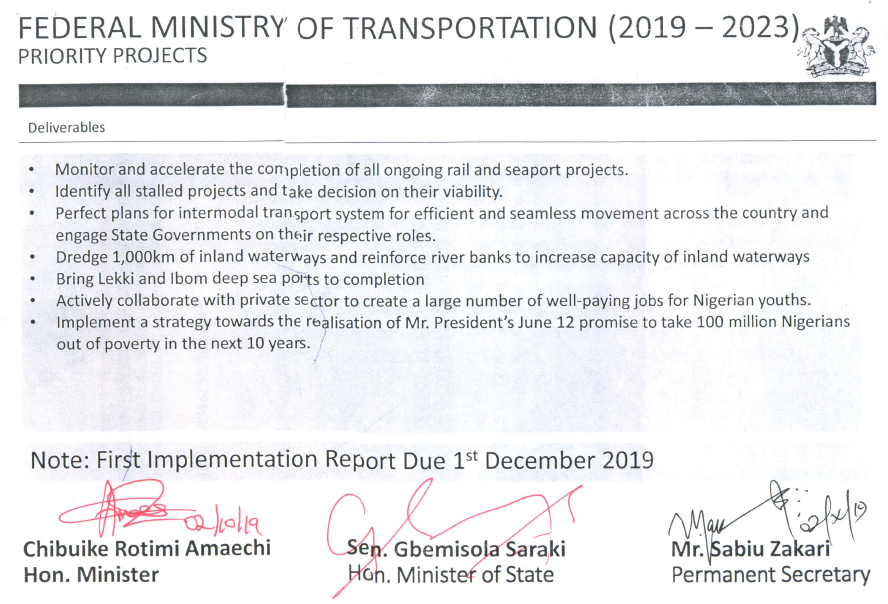 FEDERAL MINISTRY OF TRANSPORTATION (2019 – 2023)
PRIORITY PROJECTS
Deliverables
• Monitor and accelerate the completion of all ongoing rail and seaport projects.
• Identify all stalled projects and take decision on their viability.
• Perfect plans for intermodal transport system for efficient and seamless movement across the country and
engage State Governments on their respective roles.
• Dredge 1,000km of inland waterways and reinforce river banks to increase capacity of inland waterways
• Bring Lekki and Ibom deep sea ports to completion
• Actively collaborate with private sector to create a large number of well-paying jobs for Nigerian youths.
• Implement a strategy towards the realisation of Mr. President's June 12 promise to take 100 million Nigerians
out of poverty in the next 10 years.
Note: First Implementation Report Due 1st December 2019
02/10/19
Chibuike Rotimi Amaechi
Hon. Minister
Sen. Gbemisola Saraki
Hon. Minister of State
Mr. Sabiu Zakari
Permanent Secretary